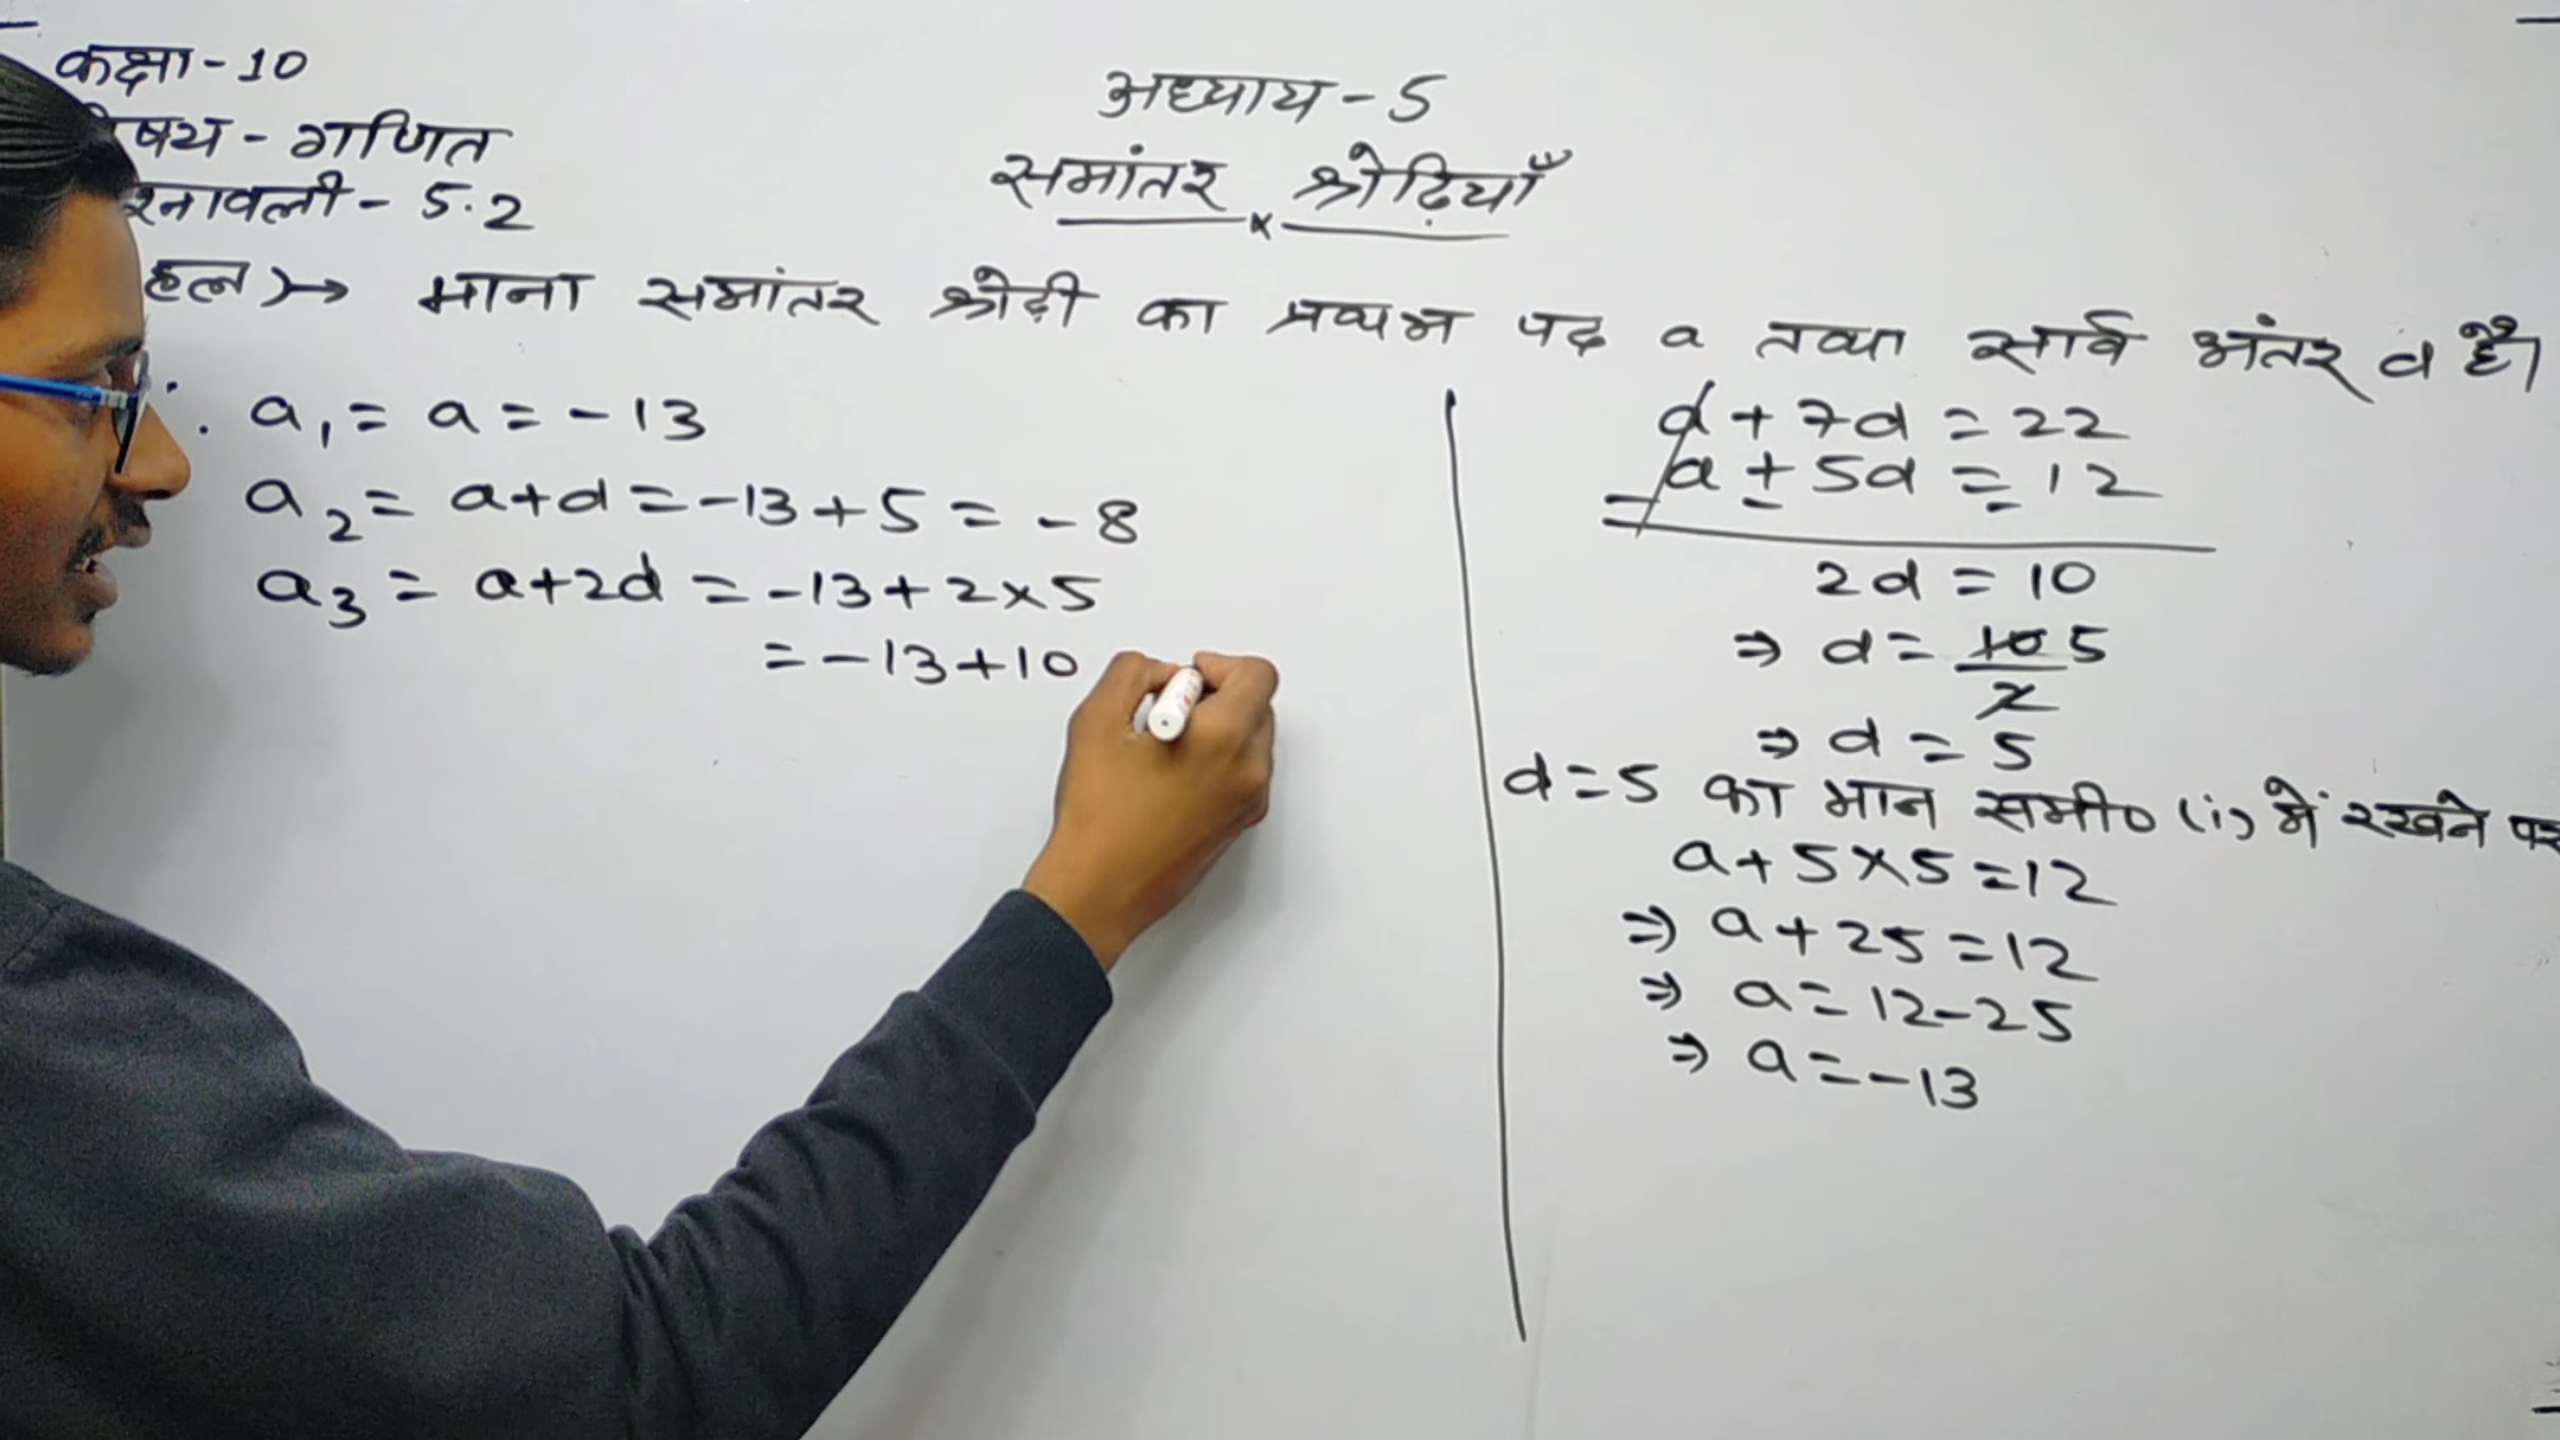 कक्षा - 10
विषय - गणित
प्रश्नावली - 5.2
अध्याय - 5
समांतर श्रेढ़ियाँ
हल → माना समांतर श्रेढ़ी का प्रथम पद a तथा सार्व अंतर d है।
∴ a₁ = a = -13
a₂ = a+d = -13+5 = -8
a₃ = a+2d = -13+2×5
= -13+10
a + 7d = 22
a ± 5d = 12
2d = 10
⇒ d = 10/2 5
⇒ d = 5
d = 5 का मान समी० (i) में रखने पर
a + 5×5 = 12
⇒ a + 25 = 12
⇒ a = 12-25
⇒ a = -13